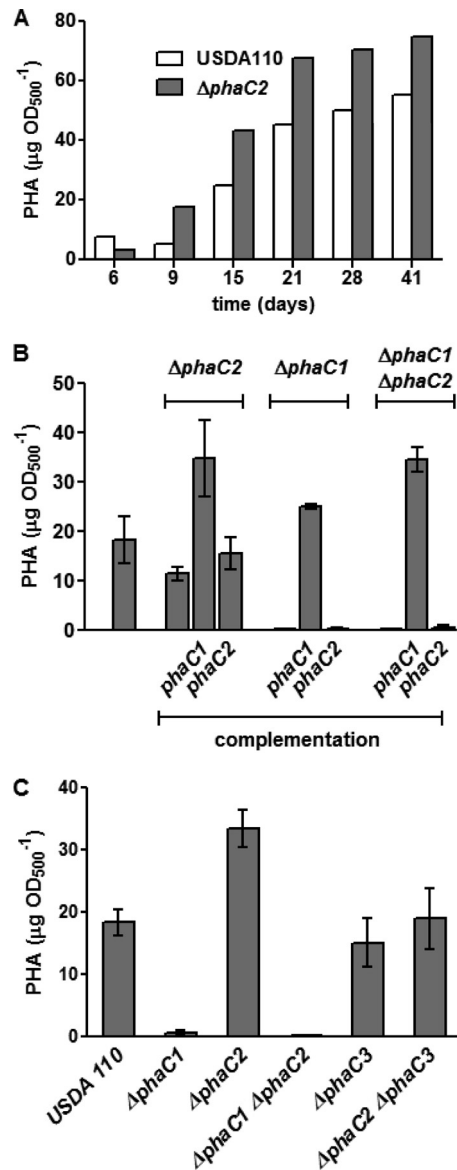 A
80
60
40
20
0
PHA (µg OD500-1)
USDA110
ΔphaC2
6 9 15 21 28 41
time (days)
B
ΔphaC2 ΔphaC1 ΔphaC1
ΔphaC2
50
40
30
20
10
0
PHA (µg OD500-1)
phaC1 phaC2 phaC1 phaC2 phaC1 phaC2
complementation
C
40
30
20
10
0
PHA (µg OD500-1)
USDA 110
ΔphaC1
ΔphaC2
ΔphaC1 ΔphaC2
ΔphaC3
ΔphaC2 ΔphaC3